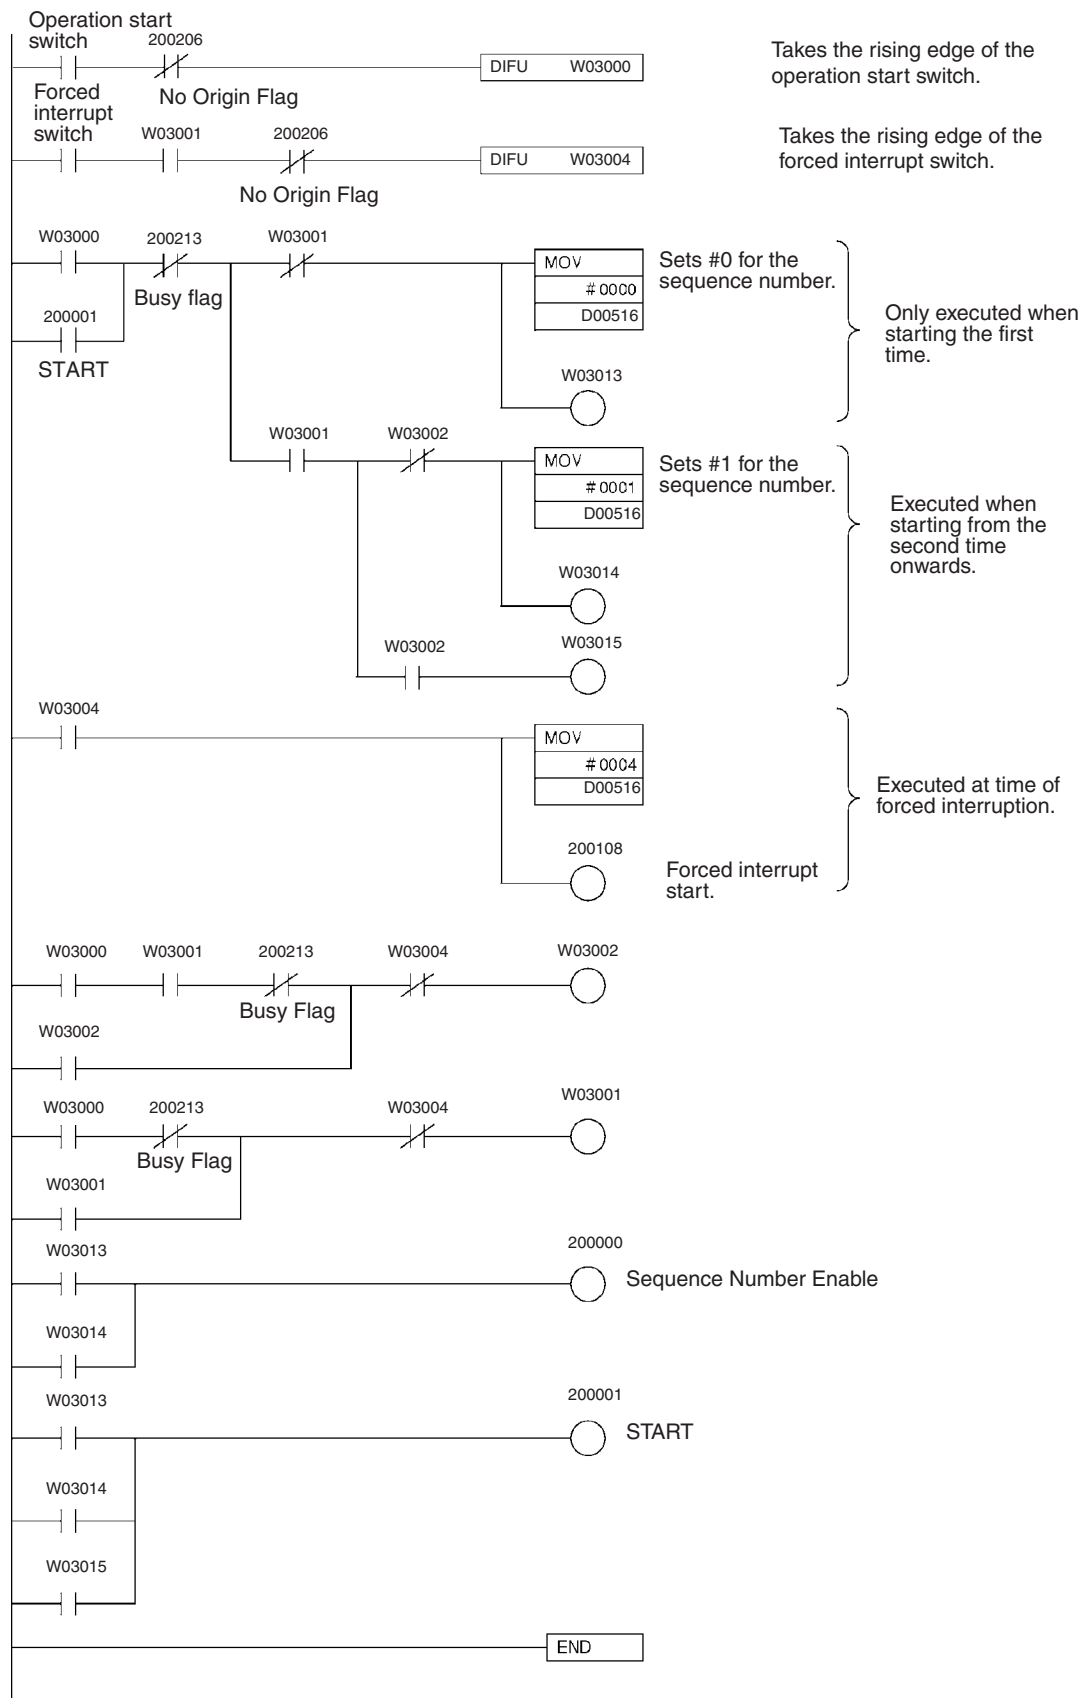 Operation start
switch
200206
DIFU W03000
Takes the rising edge of the
operation start switch.
No Origin Flag
Forced
interrupt
switch
W03001
200206
DIFU W03004
Takes the rising edge of the
forced interrupt switch.
No Origin Flag
W03000
200213
W03001
Busy flag
MOV
#0000
D00516
Sets #0 for the
sequence number.
Only executed when
starting the first
time.
200001
START
W03013
W03001
W03002
MOV
#0001
D00516
Sets #1 for the
sequence number.
Executed when
starting from the
second time
onwards.
W03014
W03002
W03015
W03004
MOV
#0004
D00516
Executed at time of
forced interruption.
200108
Forced interrupt
start.
W03000
W03001
200213
W03004
W03002
Busy Flag
W03002
W03000
200213
W03004
W03001
Busy Flag
W03001
W03013
200000
Sequence Number Enable
W03014
W03013
200001
START
W03014
W03015
END